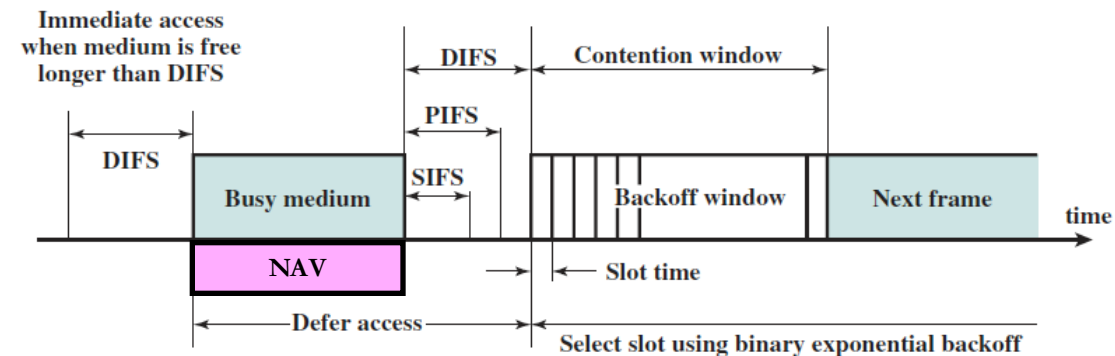 Immediate access
when medium is free
longer than DIFS
DIFS
Contention window
PIFS
DIFS
SIFS
Busy medium
Backoff window
Next frame
time
NAV
Slot time
Defer access
Select slot using binary exponential backoff